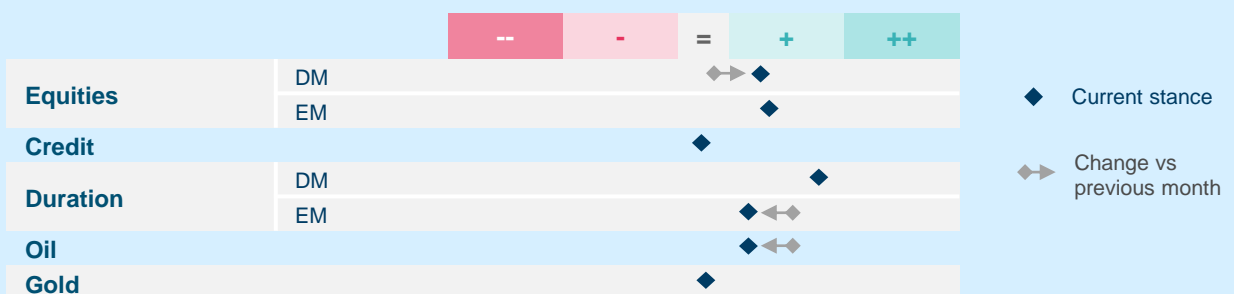 -- - = + ++
Equities
DM
EM
Credit
Duration
DM
EM
Oil
Gold
Current stance
Change vs
previous month